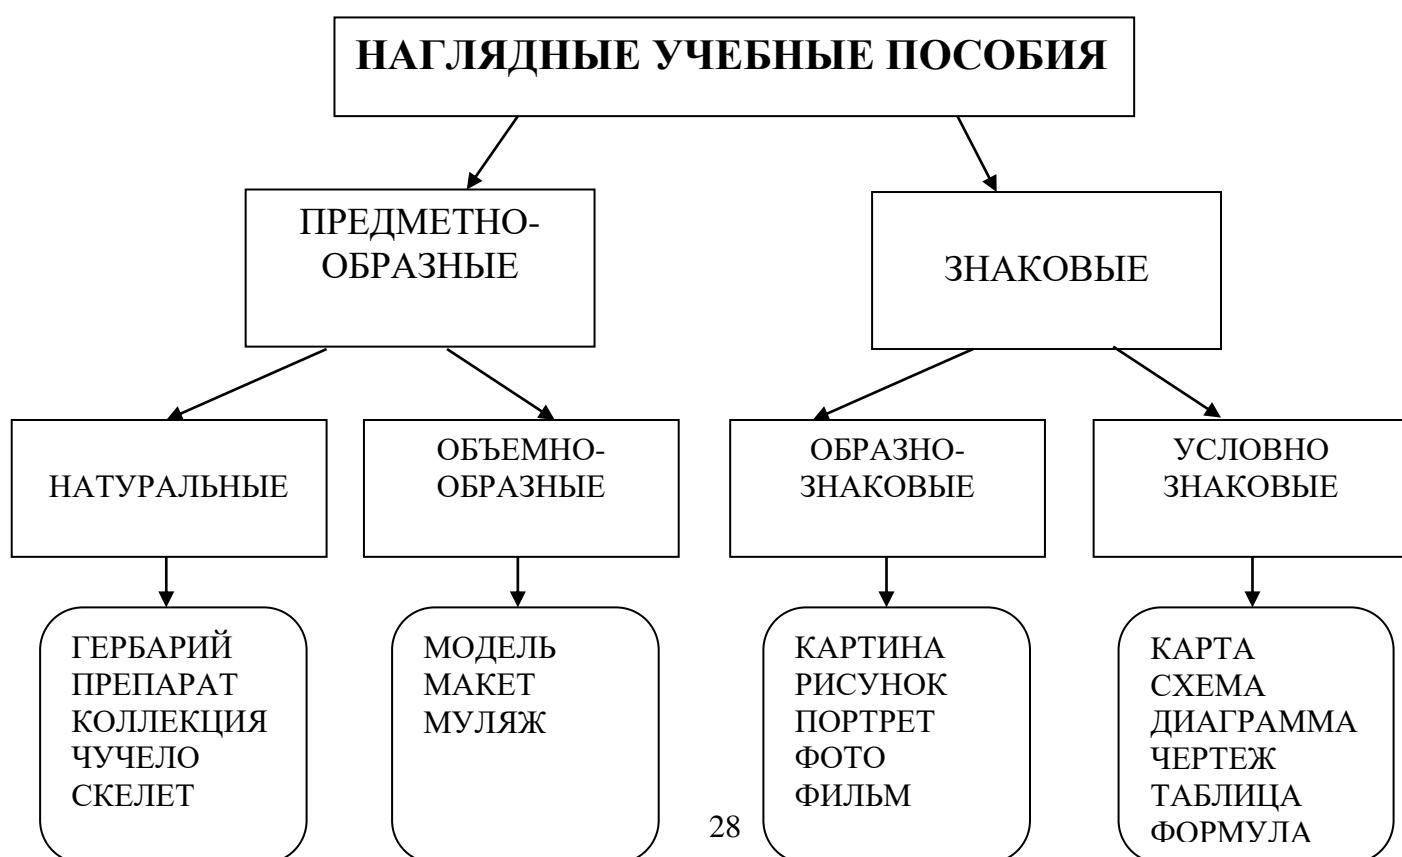 НАГЛЯДНЫЕ УЧЕБНЫЕ ПОСОБИЯ
ПРЕДМЕТНО-
ОБРАЗНЫЕ
ЗНАКОВЫЕ
НАТУРАЛЬНЫЕ
ОБЪЕМНО-
ОБРАЗНЫЕ
ОБРАЗНО-
ЗНАКОВЫЕ
УСЛОВНО
ЗНАКОВЫЕ
ГЕРБАРИЙ
ПРЕПАРАТ
КОЛЛЕКЦИЯ
ЧУЧЕЛО
СКЕЛЕТ
МОДЕЛЬ
МАКЕТ
МУЛЯЖ
КАРТИНА
РИСУНОК
ПОРТРЕТ
ФОТО
ФИЛЬМ
КАРТА
СХЕМА
ДИАГРАММА
ЧЕРТЕЖ
ТАБЛИЦА
ФОРМУЛА
28